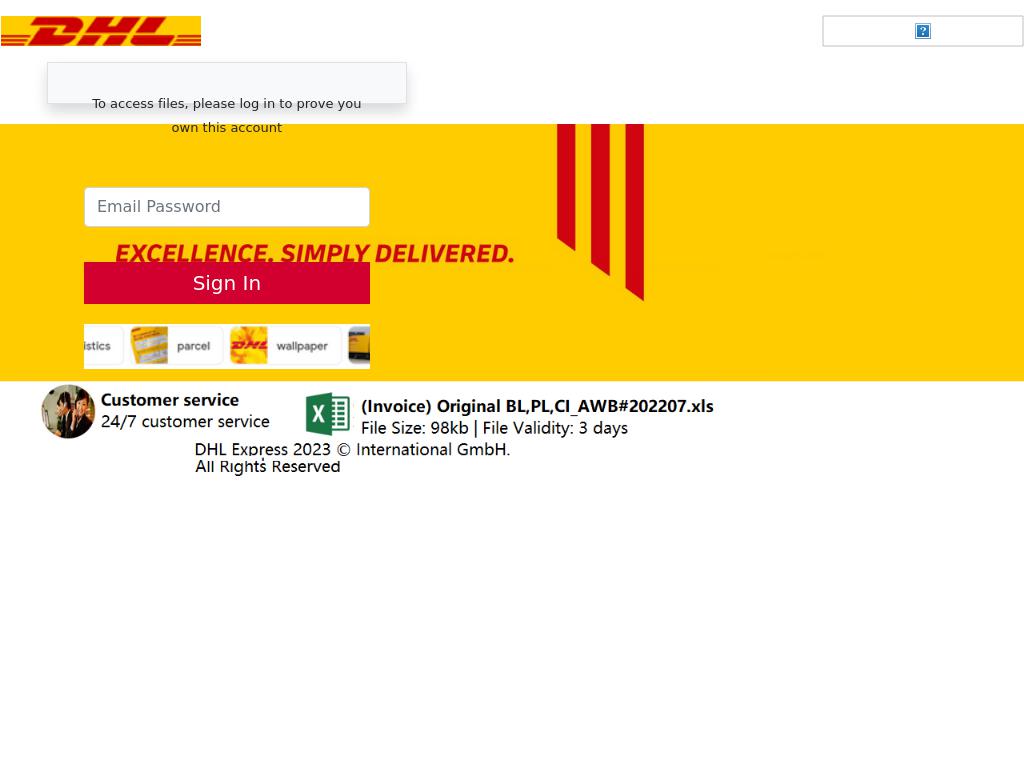 DHL
To access files, please log in to prove you
own this account
Email Password
EXCELLENCE. SIMPLY DELIVERED.
Sign In
istics
parcel
DHL
wallpaper
Customer service
24/7 customer service
(Invoice) Original BL,PL,CI_AWB#202207.xls
File Size: 98kb | File Validity: 3 days
DHL Express 2023 © International GmbH.
All Rights Reserved